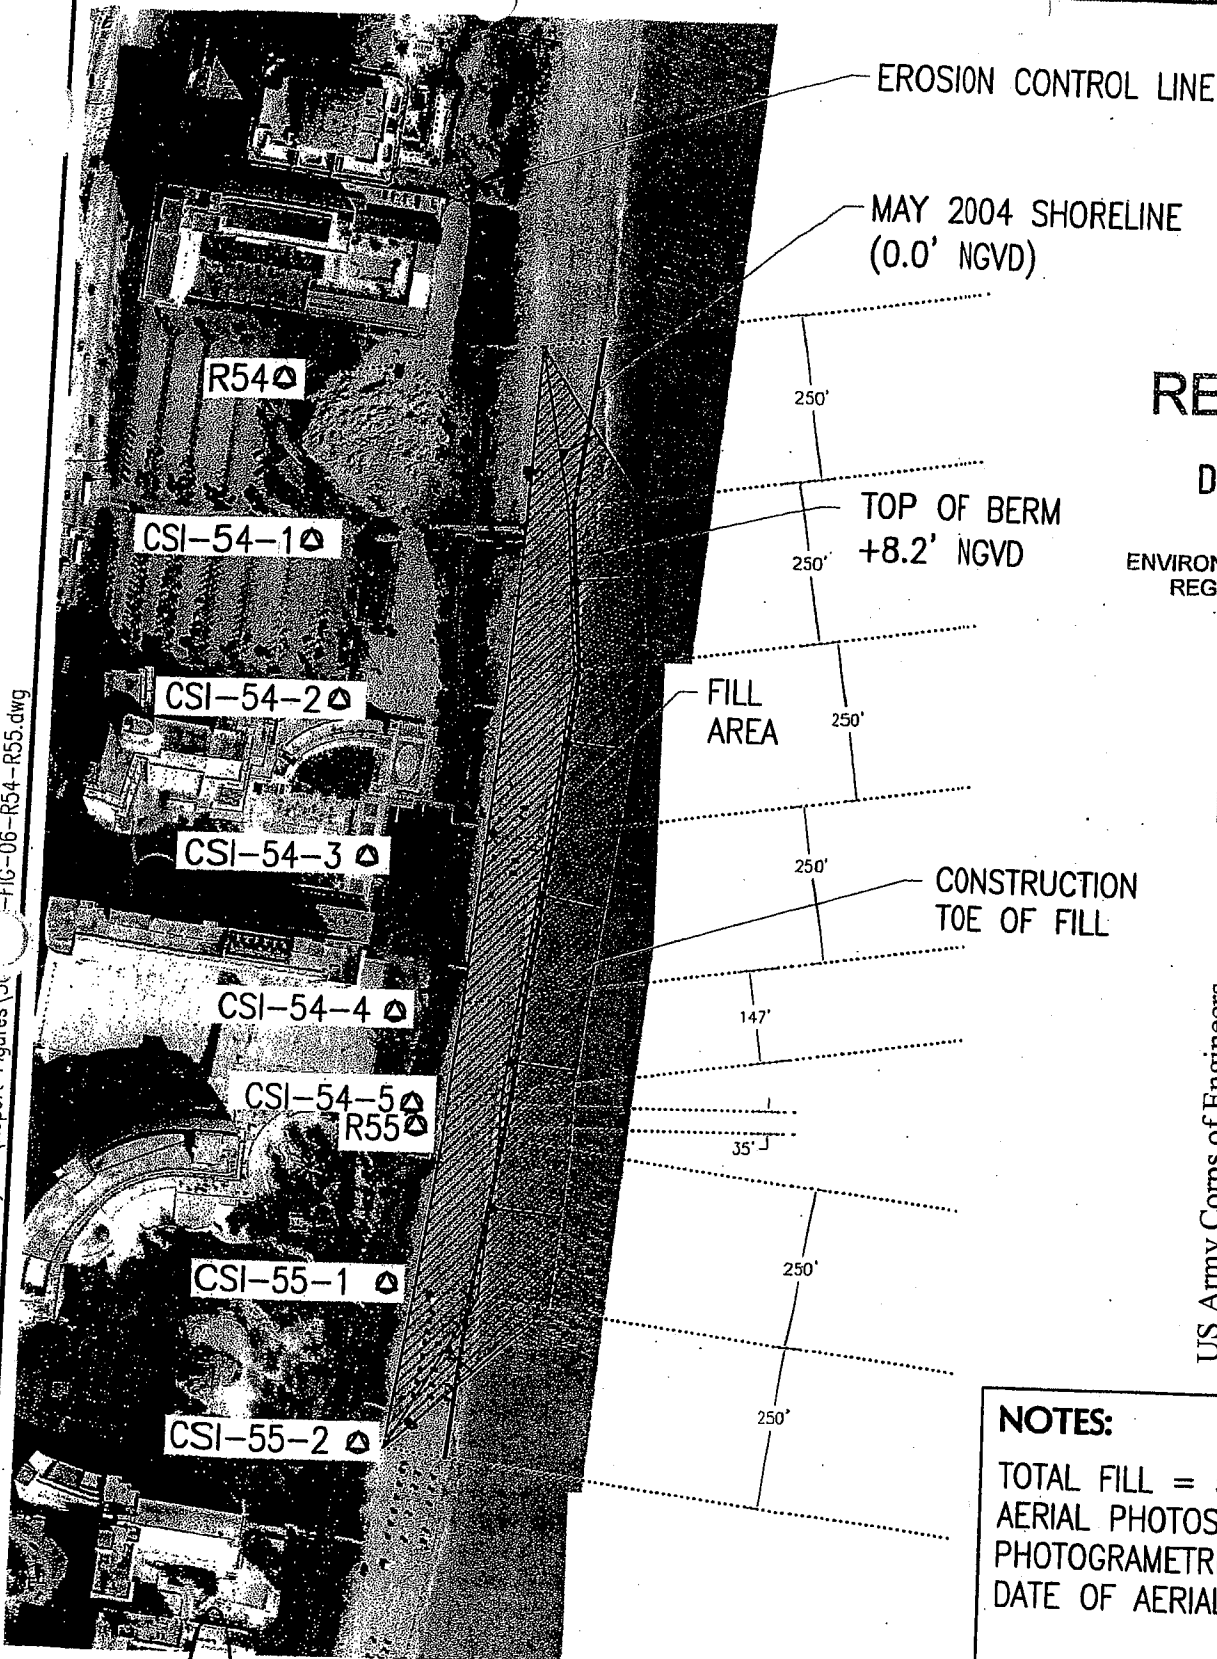 EROSION CONTROL LINE
MAY 2004 SHORELINE
(0.0' NGVD)
250'
R54
RE
D
TOP OF BERM
+8.2' NGVD
CSI-54-1
250'
ENVIRON
REG
CSI-54-2
FILL
AREA
250'
-FIG-06-R54-R55.dwg
CSI-54-3
250'
CONSTRUCTION
TOE OF FILL
CSI-54-4
147'
US Army Corps of Engineers
CSI-54-5
R55
35'
CSI-55-1
250'
CSI-55-2
250'
NOTES:
TOTAL FILL =
AERIAL PHOTOS
PHOTOGRAMETR
DATE OF AERIAL